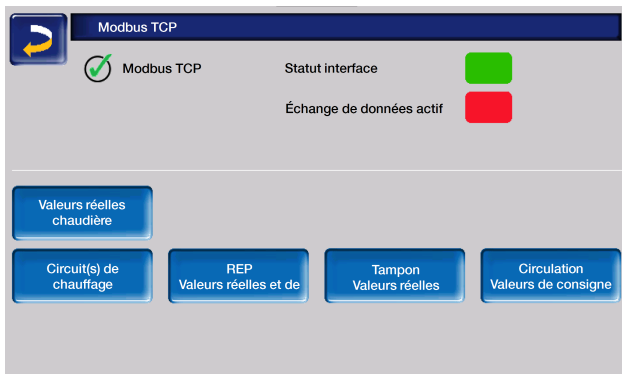 Modbus TCP
Modbus TCP
Statut interface
Échange de données actif
Valeurs réelles
chaudière
Circuit(s) de
chauffage
REP
Valeurs réelles et de
Tampon
Valeurs réelles
Circulation
Valeurs de consigne